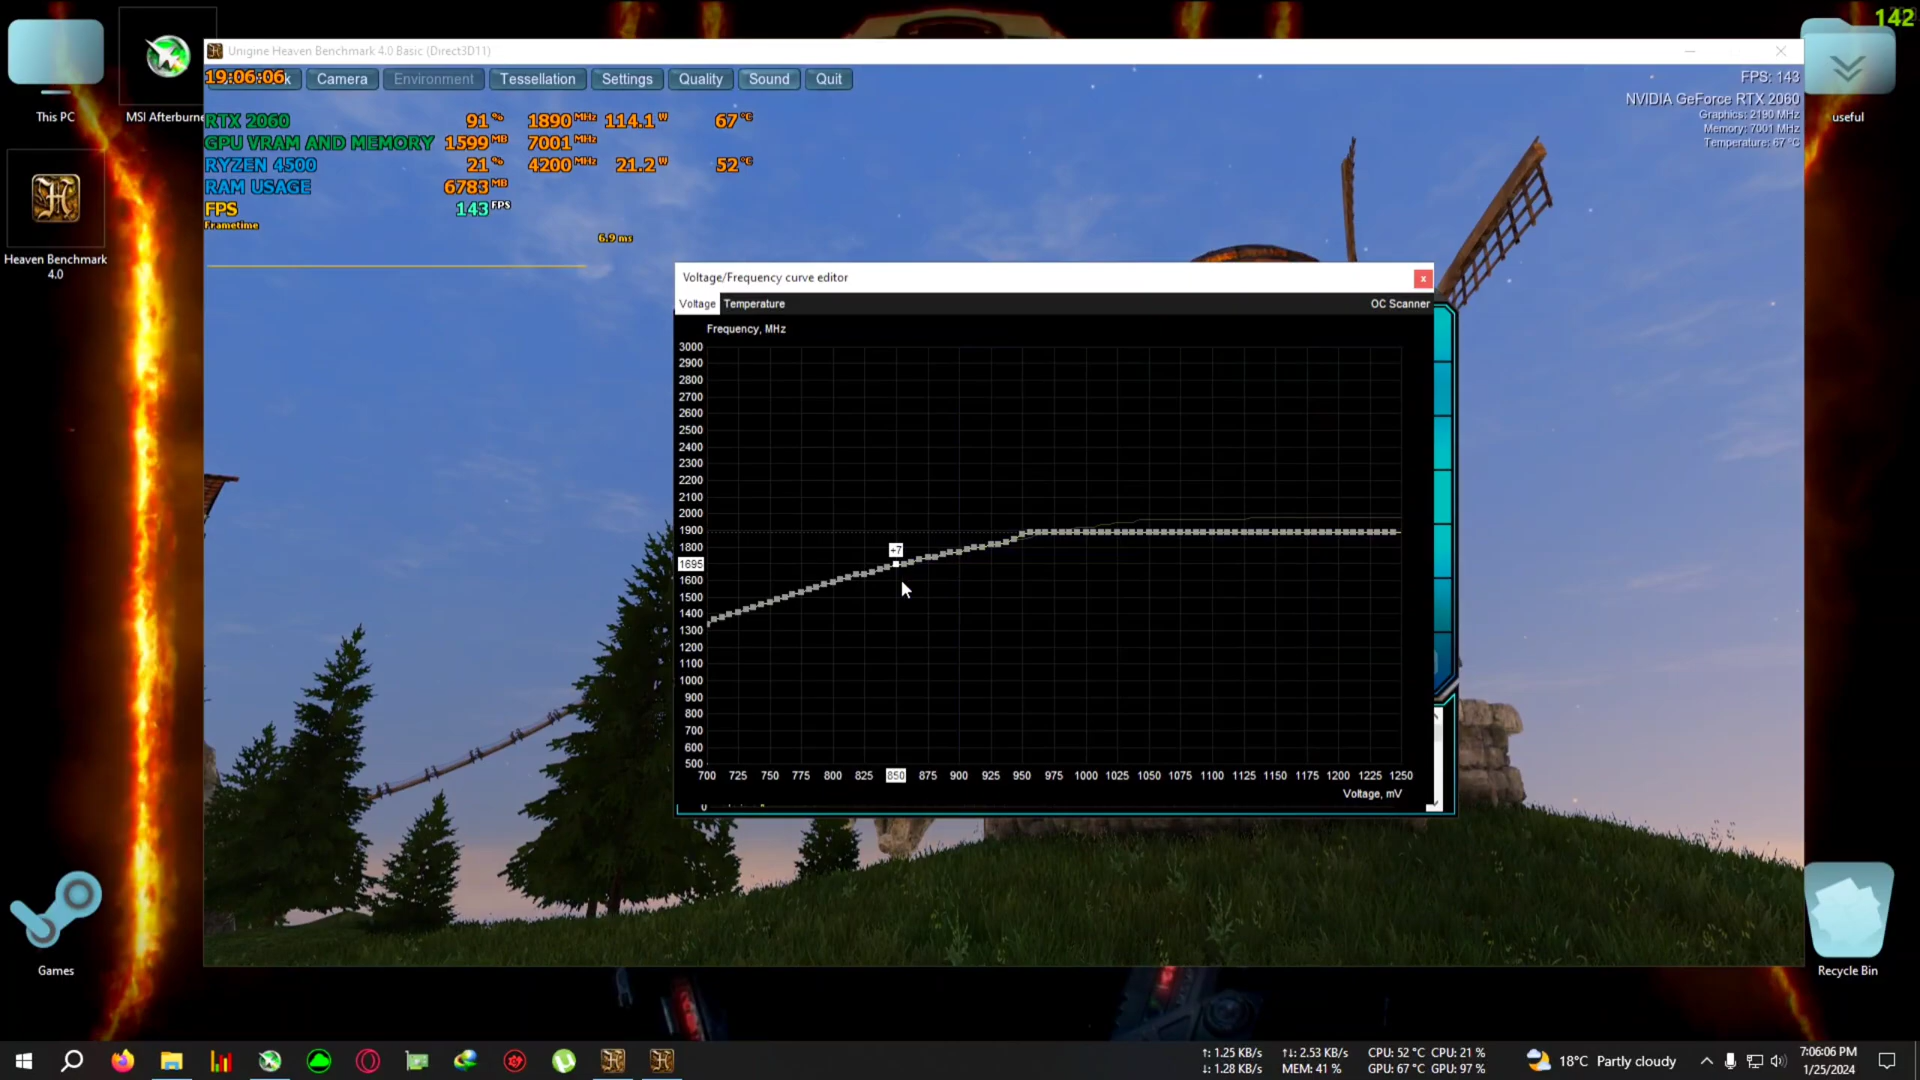 142
This PC
MSI Afterburne
Heaven Benchmark
4.0
Games
useful
Recycle Bin
Unigine Heaven Benchmark 4.0 Basic (Direct3D11)
19:06:06 k Camera Environment Tessellation Settings Quality Sound Quit
FPS: 143
NVIDIA GeForce RTX 2060
Graphics: 2190 MHz
Memory: 7001 MHz
Temperature: 67 °C
RTX 2060 91 % 1890 MHz 114.1 W 67 °C
GPU VRAM AND MEMORY 1599 MB 7001 MHz
RYZEN 4500 21 % 4200 MHz 21.2 W 52 °C
RAM USAGE 6783 MB
FPS 143 FPS
Frametime
6.9 ms
Voltage/Frequency curve editor
x
Voltage Temperature OC Scanner
Frequency, MHz
3000
2900
2800
2700
2600
2500
2400
2300
2200
2100
2000
1900
1800
+7
1695
1600
1500
1400
1300
1200
1100
1000
900
800
700
600
500
700 725 750 775 800 825 850 875 900 925 950 975 1000 1025 1050 1075 1100 1125 1150 1175 1200 1225 1250
Voltage, mV
0
↑: 1.25 KB/s ↑↓: 2.53 KB/s CPU: 52 °C CPU: 21 %
↓: 1.28 KB/s MEM: 41 % GPU: 67 °C GPU: 97 %
18°C Partly cloudy
7:06:06 PM
1/25/2024